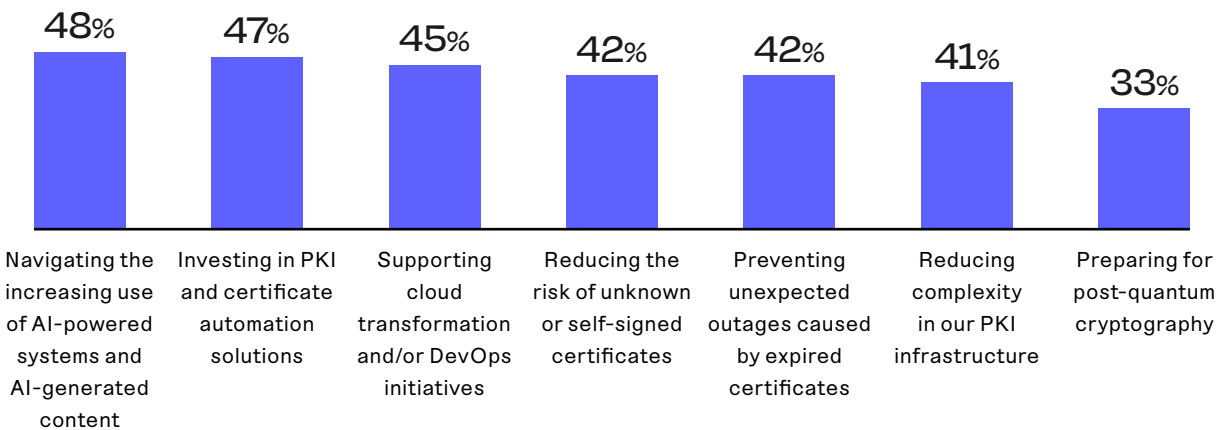 48%
47%
45%
42%
42%
41%
33%
Navigating the
increasing use
of AI-powered
systems and
AI-generated
content
Investing in PKI
and certificate
automation
solutions
Supporting
cloud
transformation
and/or DevOps
initiatives
Reducing the
risk of unknown
or self-signed
certificates
Preventing
unexpected
outages caused
by expired
certificates
Reducing
complexity
in our PKI
infrastructure
Preparing for
post-quantum
cryptography